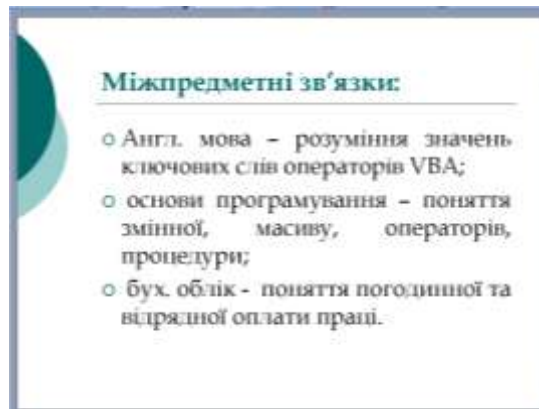 Міжпредметні зв’язки:
Англ. мова – розуміння значень
ключових слів операторів VBA;
основи програмування – поняття
змінної, масиву, операторів,
процедури;
бух. облік - поняття погодинної та
відрядної оплати праці.